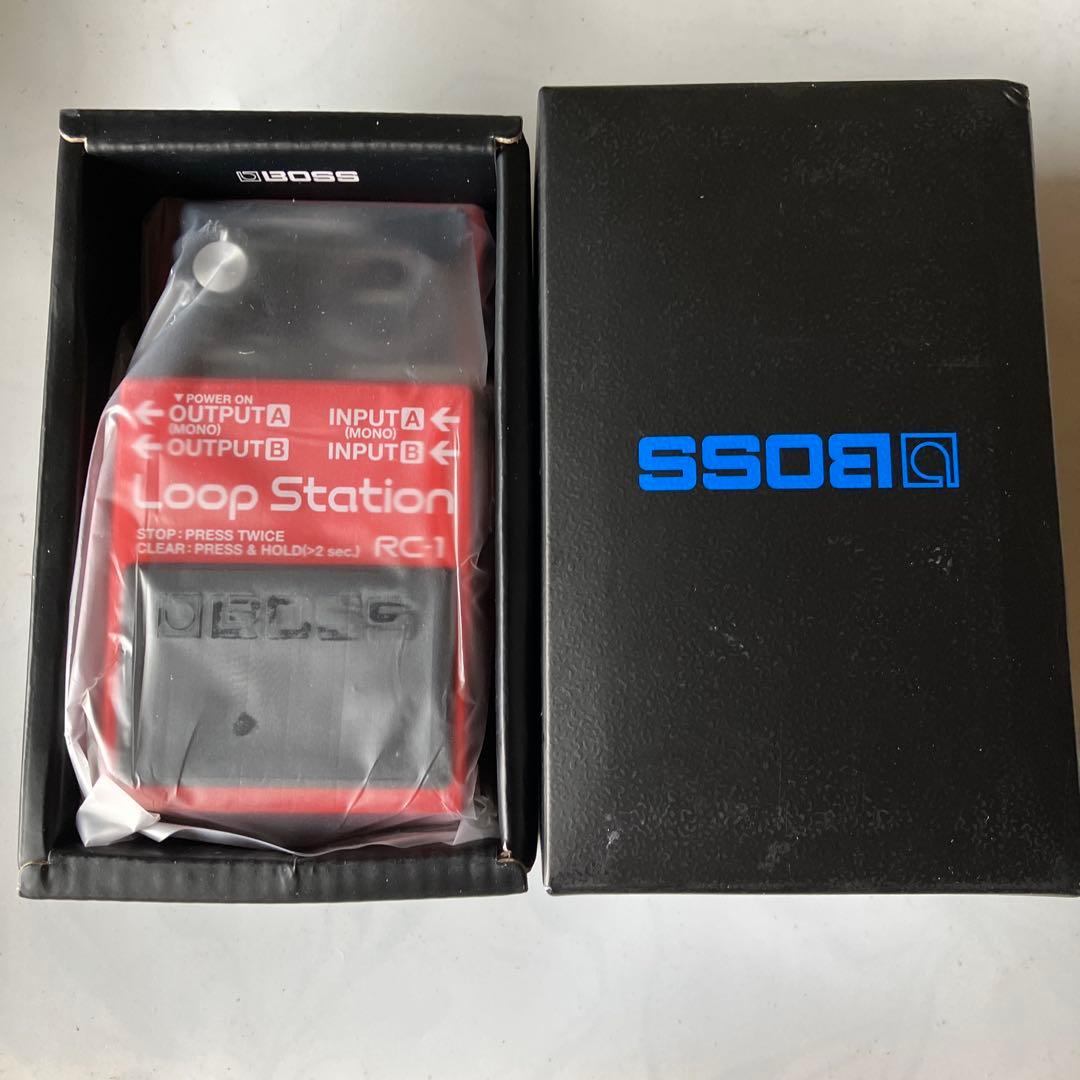 BOSS
▼POWER ON
← OUTPUT A INPUT A ←
(MONO) (MONO)
← OUTPUT B INPUT B ←
Loop Station
STOP : PRESS TWICE
CLEAR : PRESS & HOLD(>2 sec.) RC-1
BOSS
BOSS